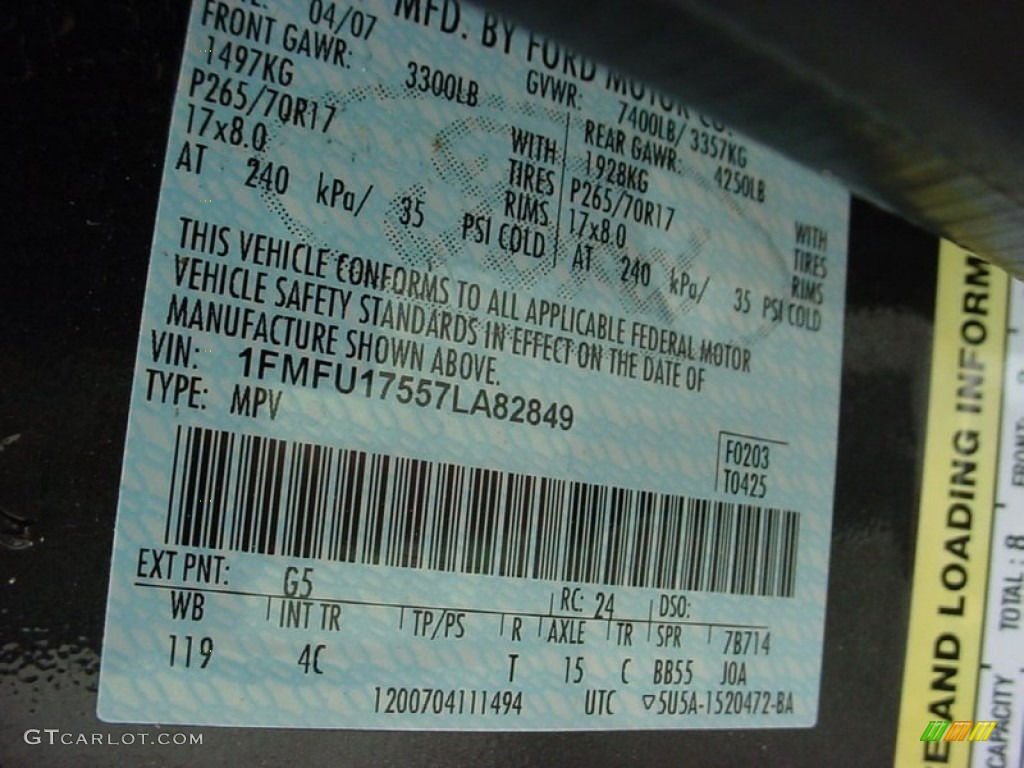 04/07 MFD. BY FORD MOTOR CO.
FRONT GAWR: 3300LB GVWR: 7400LB/ 3357KG
1497KG REAR GAWR: 4250LB
P265/70R17 WITH 1928KG
17x8.0 TIRES P265/70R17 WITH
AT 240 kPa/ 35 RIMS 17x8.0 TIRES
PSI COLD AT 240 kPa/ 35 RIMS
PSI COLD
THIS VEHICLE CONFORMS TO ALL APPLICABLE FEDERAL MOTOR
VEHICLE SAFETY STANDARDS IN EFFECT ON THE DATE OF
MANUFACTURE SHOWN ABOVE.
VIN: 1FMFU17557LA82849
TYPE: MPV
F0203
T0425
EXT PNT: G5 RC: 24 DSO:
WB INT TR TP/PS R AXLE TR SPR 7B714
119 4C T 15 C BB55 J0A
1200704111494 UTC ▽5U5A-1520472-BA
E AND LOADING INFORM
CAPACITY TOTAL : 8 FRONT:
GTCARLOT.COM